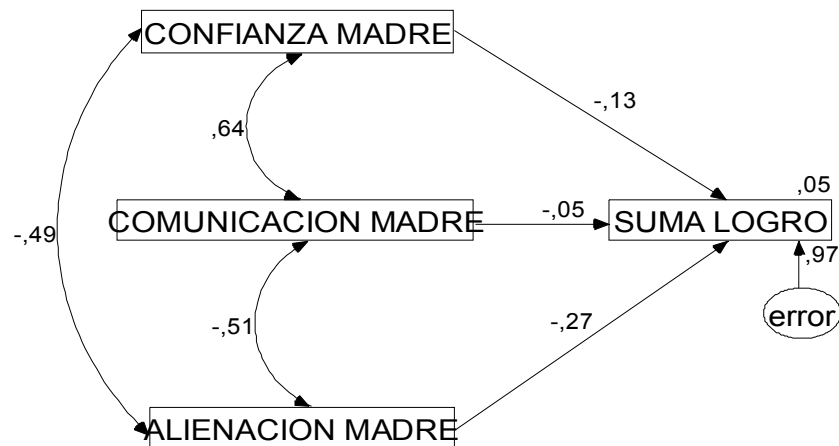 CONFIANZA MADRE
-,13
,64
,05
COMUNICACION MADRE
-,05
SUMA LOGRO
-,49
,97
error
-,51
-,27
ALIENACION MADRE